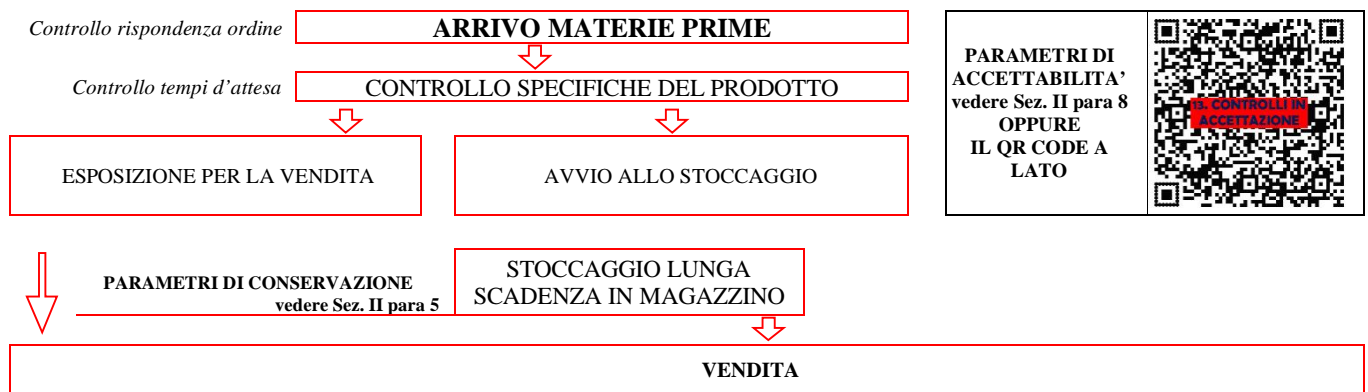 Controllo rispondenza ordine
ARRIVO MATERIE PRIME
Controllo tempi d'attesa
CONTROLLO SPECIFICHE DEL PRODOTTO
ESPOSIZIONE PER LA VENDITA
AVVIO ALLO STOCCAGGIO
PARAMETRI DI
ACCETTABILITA’
vedere Sez. II para 8
OPPURE
IL QR CODE A
LATO
13. CONTROLLI IN
ACCETTAZIONE
PARAMETRI DI CONSERVAZIONE
vedere Sez. II para 5
STOCCAGGIO LUNGA
SCADENZA IN MAGAZZINO
VENDITA